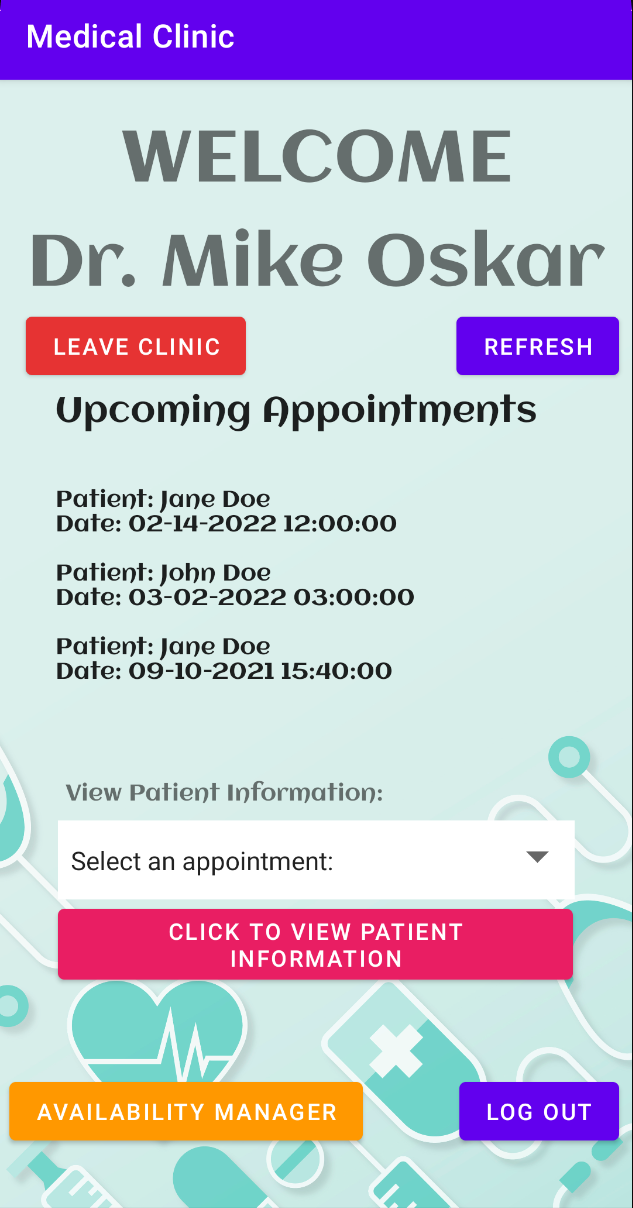 Medical Clinic
WELCOME
Dr. Mike Oskar
LEAVE CLINIC
REFRESH
Upcoming Appointments
Patient: Jane Doe
Date: 02-14-2022 12:00:00
Patient: John Doe
Date: 03-02-2022 03:00:00
Patient: Jane Doe
Date: 09-10-2021 15:40:00
View Patient Information:
Select an appointment:
CLICK TO VIEW PATIENT
INFORMATION
AVAILABILITY MANAGER
LOG OUT